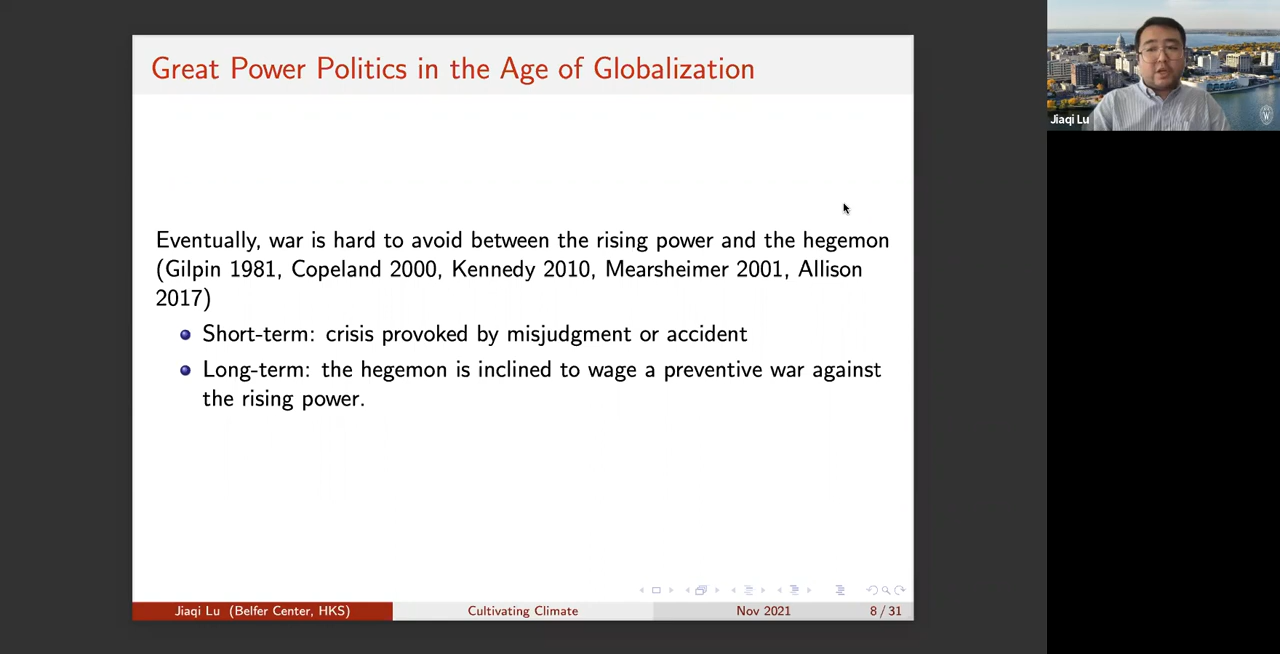 Great Power Politics in the Age of Globalization
Eventually, war is hard to avoid between the rising power and the hegemon
(Gilpin 1981, Copeland 2000, Kennedy 2010, Mearsheimer 2001, Allison
2017)
Short-term: crisis provoked by misjudgment or accident
Long-term: the hegemon is inclined to wage a preventive war against
the rising power.
Jiaqi Lu (Belfer Center, HKS)
Cultivating Climate
Nov 2021
8 / 31
Jiaqi Lu
W